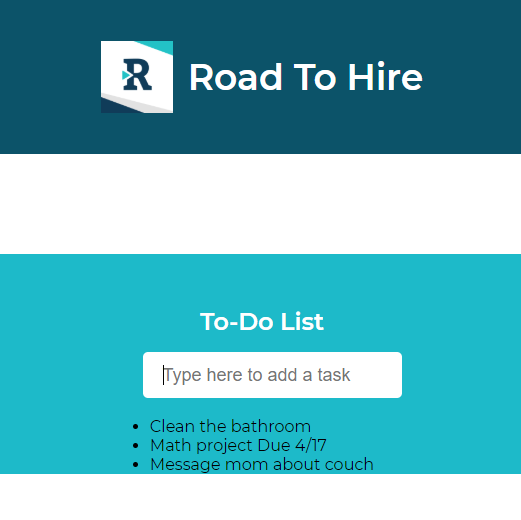 R
Road To Hire
To-Do List
Type here to add a task
Clean the bathroom
Math project Due 4/17
Message mom about couch